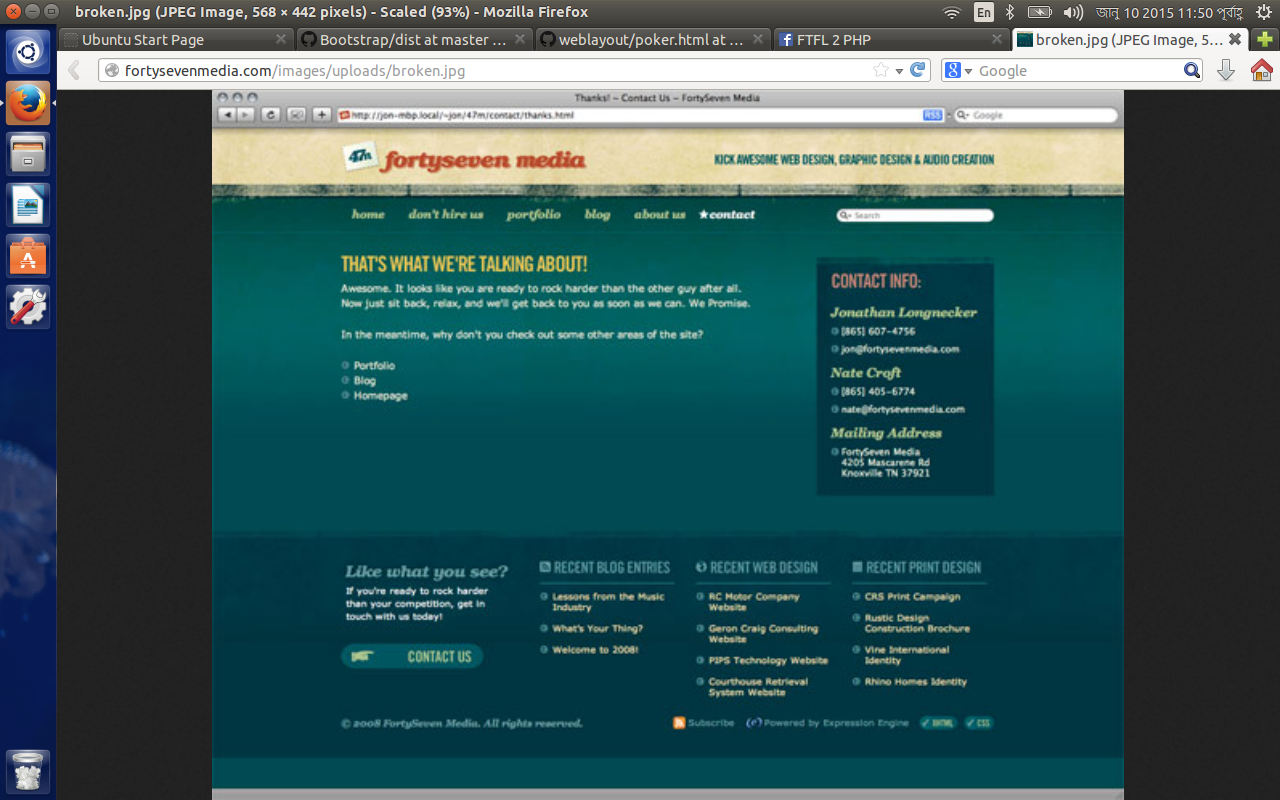 broken.jpg (JPEG Image, 568 × 442 pixels) - Scaled (93%) - Mozilla Firefox
En
জানু 10 2015 11:50 পূর্বাহ্ণ
Ubuntu Start Page
Bootstrap/dist at master ...
weblayout/poker.html at ...
FTFL 2 PHP
broken.jpg (JPEG Image, 5...
fortysevenmedia.com/images/uploads/broken.jpg
Google
Thanks! – Contact Us – FortySeven Media
http://jon-mbp.local/~jon/47m/contact/thanks.html
RSS
Google
47m
fortyseven media
KICK AWESOME WEB DESIGN, GRAPHIC DESIGN & AUDIO CREATION
home
don't hire us
portfolio
blog
about us
★contact
Search
THAT'S WHAT WE'RE TALKING ABOUT!
Awesome. It looks like you are ready to rock harder than the other guy after all.
Now just sit back, relax, and we'll get back to you as soon as we can. We Promise.
In the meantime, why don't you check out some other areas of the site?
Portfolio
Blog
Homepage
CONTACT INFO:
Jonathan Longnecker
[865] 607-4756
jon@fortysevenmedia.com
Nate Croft
[865] 405-6774
nate@fortysevenmedia.com
Mailing Address
FortySeven Media
4205 Mascarene Rd
Knoxville TN 37921
Like what you see?
If you're ready to rock harder
than your competition, get in
touch with us today!
CONTACT US
RECENT BLOG ENTRIES
Lessons from the Music
Industry
What's Your Thing?
Welcome to 2008!
RECENT WEB DESIGN
RC Motor Company
Website
Geron Craig Consulting
Website
PIPS Technology Website
Courthouse Retrieval
System Website
RECENT PRINT DESIGN
CRS Print Campaign
Rustic Design
Construction Brochure
Vine International
Identity
Rhino Homes Identity
© 2008 FortySeven Media. All rights reserved.
Subscribe
Powered by Expression Engine
XHTML
CSS